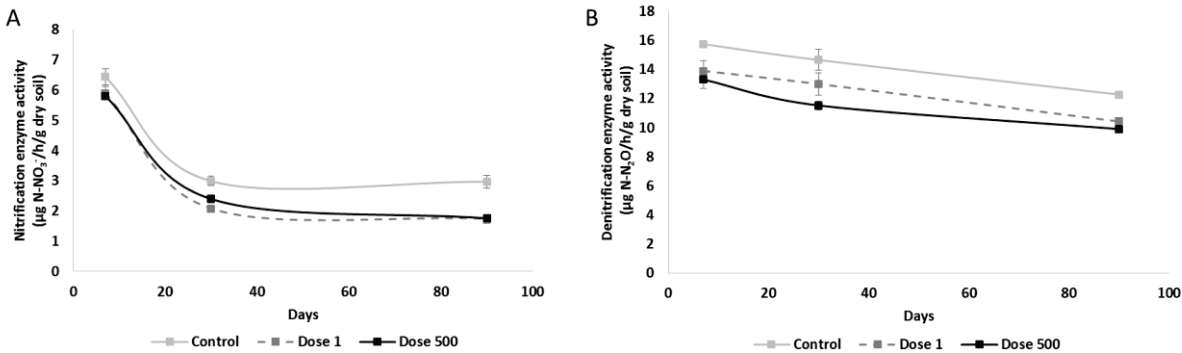 A
Nitrification enzyme activity
(µg N-NO₃⁻/h/g dry soil)
8
7
6
5
4
3
2
1
0
0 20 40 60 80 100
Days
Control Dose 1 Dose 500
B
Denitrification enzyme activity
(µg N-N₂O/h/g dry soil)
18
16
14
12
10
8
6
4
2
0
0 20 40 60 80 100
Days
Control Dose 1 Dose 500